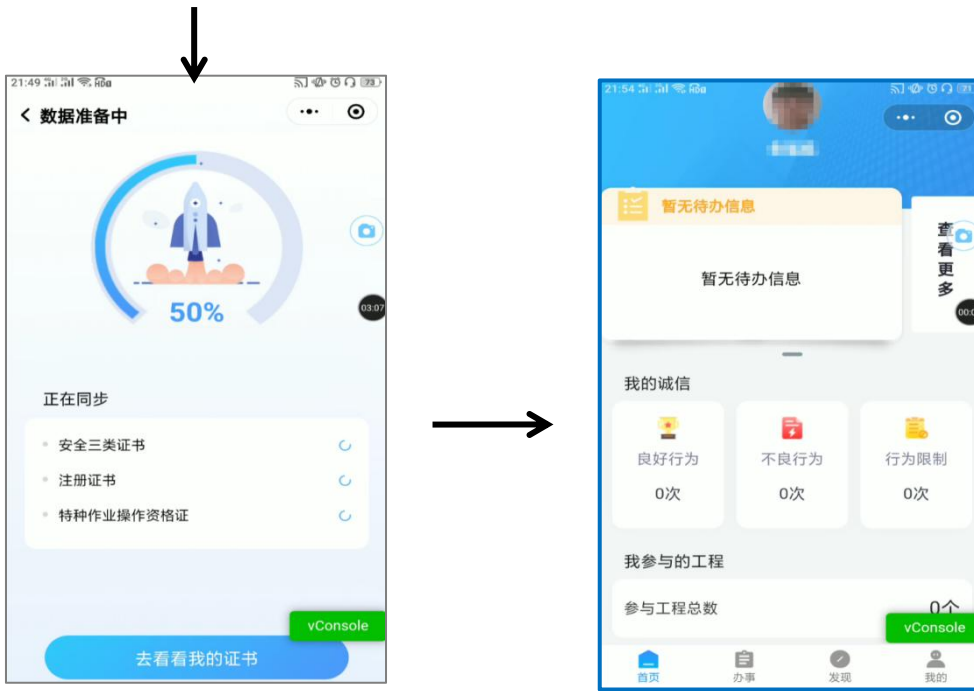 21:49
73
数据准备中
50%
03:07
正在同步
安全三类证书
注册证书
特种作业操作资格证
vConsole
去看看我的证书
21:54
暂无待办信息
查看更多
暂无待办信息
我的诚信
良好行为
不良行为
行为限制
0次
0次
0次
我参与的工程
参与工程总数
0个
vConsole
首页
办事
发现
我的